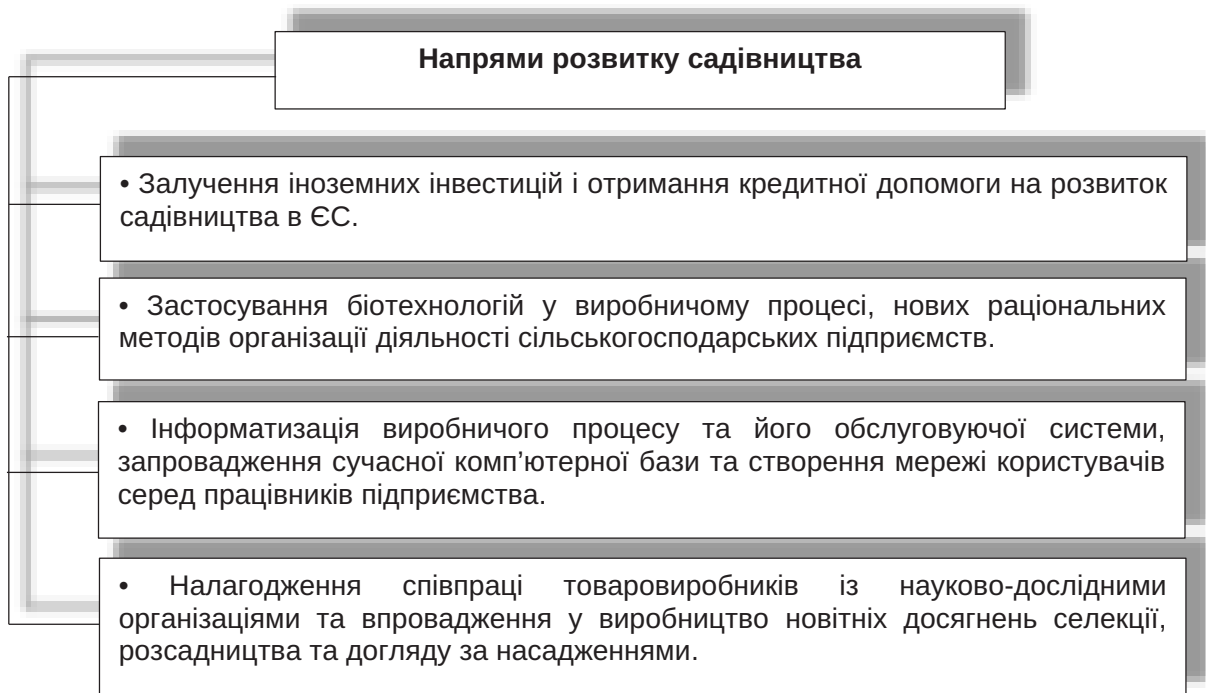 Напрями розвитку садівництва
• Залучення іноземних інвестицій і отримання кредитної допомоги на розвиток
садівництва в ЄС.
• Застосування біотехнологій у виробничому процесі, нових раціональних
методів організації діяльності сільськогосподарських підприємств.
• Інформатизація виробничого процесу та його обслуговуючої системи,
запровадження сучасної комп’ютерної бази та створення мережі користувачів
серед працівників підприємства.
• Налагодження співпраці товаровиробників із науково-дослідними
організаціями та впровадження у виробництво новітніх досягнень селекції,
розсадництва та догляду за насадженнями.